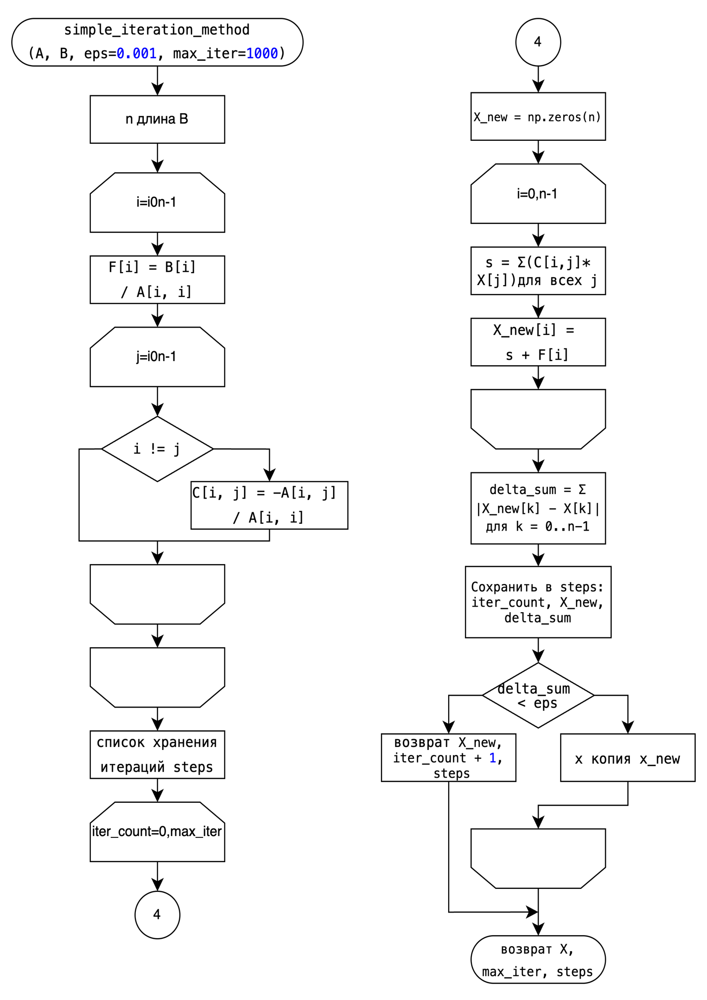 simple_iteration_method
(A, B, eps=0.001, max_iter=1000)
n длина B
i=i0n-1
F[i] = B[i]
/ A[i, i]
j=i0n-1
i != j
C[i, j] = −A[i, j]
/ A[i, i]
список хранения
итераций steps
iter_count=0,max_iter
4
4
X_new = np.zeros(n)
i=0,n-1
s = Σ(C[i,j]*
X[j])для всех j
X_new[i] =
s + F[i]
delta_sum = Σ
|X_new[k] − X[k]|
для k = 0..n−1
Сохранить в steps:
iter_count, X_new,
delta_sum
delta_sum
< eps
возврат X_new,
iter_count + 1,
steps
x копия x_new
возврат X,
max_iter, steps